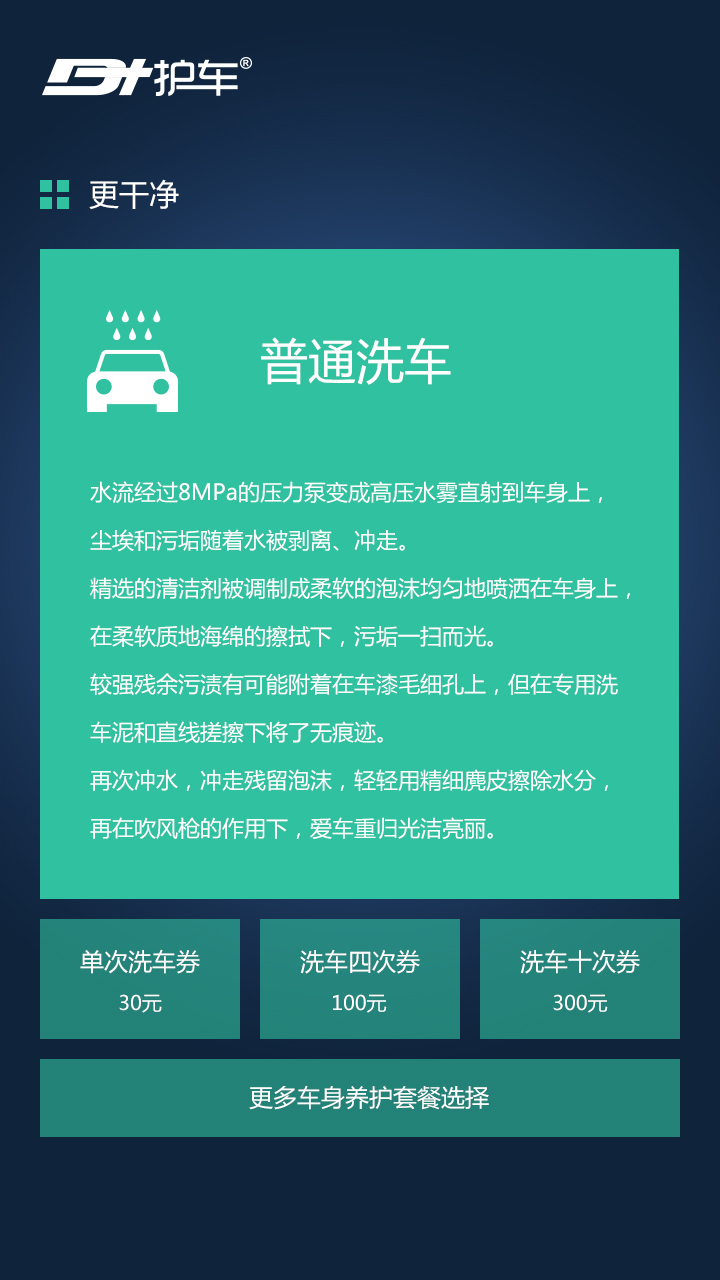 护车®
更干净
普通洗车
水流经过8MPa的压力泵变成高压水雾直射到车身上，
尘埃和污垢随着水被剥离、冲走。
精选的清洁剂被调制成柔软的泡沫均匀地喷洒在车身上，
在柔软质地海绵的擦拭下，污垢一扫而光。
较强残余污渍有可能附着在车漆毛细孔上，但在专用洗
车泥和直线搓擦下将了无痕迹。
再次冲水，冲走残留泡沫，轻轻用精细麂皮擦除水分，
再在吹风枪的作用下，爱车重归光洁亮丽。
单次洗车券
30元
洗车四次券
100元
洗车十次券
300元
更多车身养护套餐选择